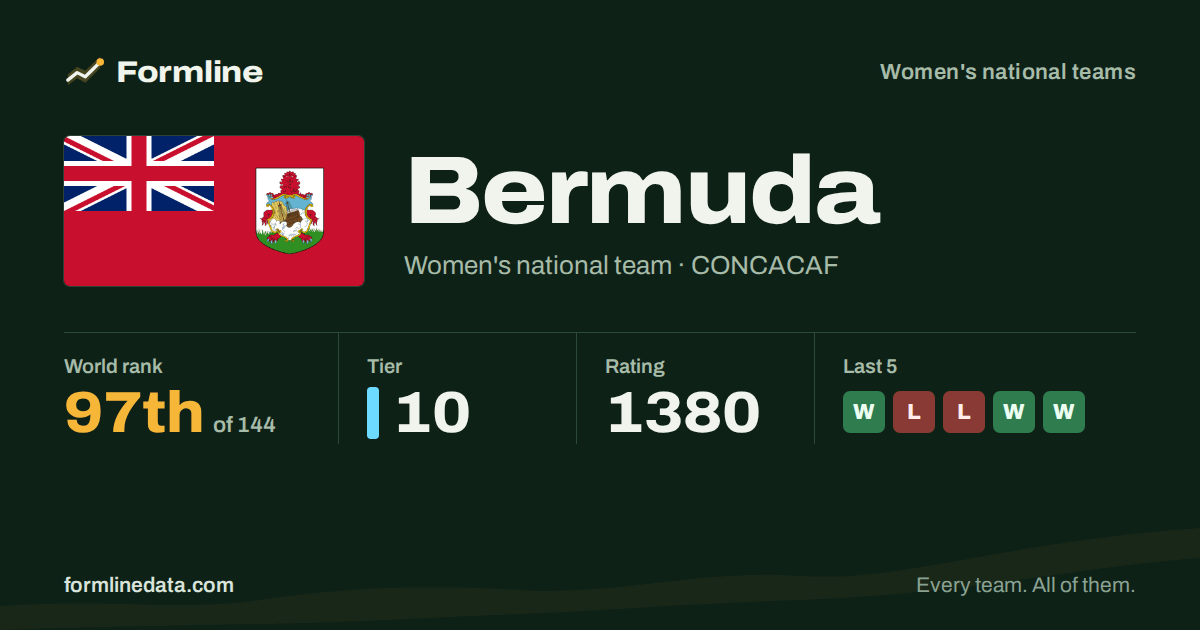 Formline
Women's national teams
Bermuda
Women's national team · CONCACAF
World rank
97th of 144
Tier
10
Rating
1380
Last 5
W L L W W
formlinedata.com
Every team. All of them.